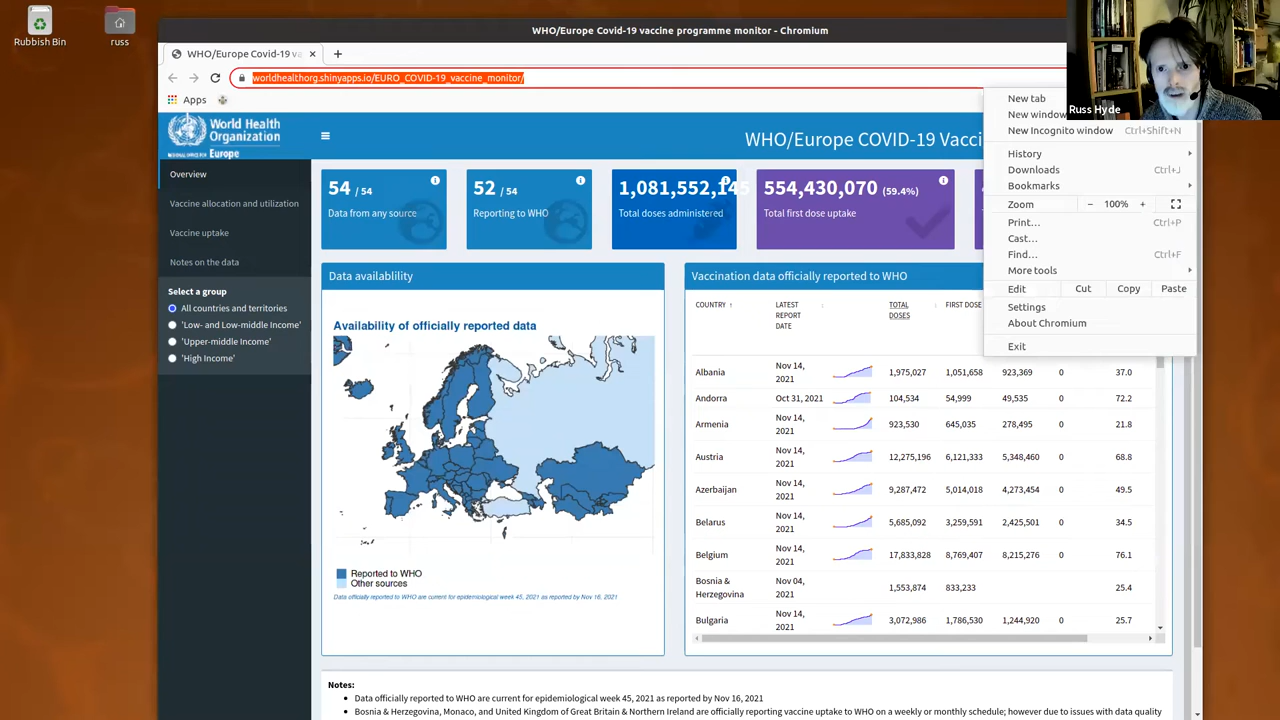 Rubbish Bin
russ
WHO/Europe Covid-19 vaccine programme monitor - Chromium
WHO/Europe Covid-19 va
worldhealthorg.shinyapps.io/EURO_COVID-19_vaccine_monitor/
Apps
Russ Hyde
New tab
New window
New Incognito window Ctrl+Shift+N
History
Downloads Ctrl+J
Bookmarks
Zoom − 100% +
Print... Ctrl+P
Cast...
Find... Ctrl+F
More tools
Edit Cut Copy Paste
Settings
About Chromium
Exit
World Health
Organization
REGIONAL OFFICE FOR Europe
WHO/Europe COVID-19 Vacci
Overview
Vaccine allocation and utilization
Vaccine uptake
Notes on the data
Select a group
All countries and territories
'Low- and Low-middle Income'
'Upper-middle Income'
'High Income'
54 / 54
Data from any source
52 / 54
Reporting to WHO
1,081,552,145
Total doses administered
554,430,070 (59.4%)
Total first dose uptake
Data availablility
Availability of officially reported data
Reported to WHO
Other sources
Data officially reported to WHO are current for epidemiological week 45, 2021 as reported by Nov 16, 2021
Vaccination data officially reported to WHO
COUNTRY ↑ LATEST REPORT DATE TOTAL DOSES FIRST DOSE
Albania Nov 14, 2021 1,975,027 1,051,658 923,369 0 37.0
Andorra Oct 31, 2021 104,534 54,999 49,535 0 72.2
Armenia Nov 14, 2021 923,530 645,035 278,495 0 21.8
Austria Nov 14, 2021 12,275,196 6,121,333 5,348,460 0 68.8
Azerbaijan Nov 14, 2021 9,287,472 5,014,018 4,273,454 0 49.5
Belarus Nov 14, 2021 5,685,092 3,259,591 2,425,501 0 34.5
Belgium Nov 14, 2021 17,833,828 8,769,407 8,215,276 0 76.1
Bosnia & Herzegovina Nov 04, 2021 1,553,874 833,233 25.4
Bulgaria Nov 14, 2021 3,072,986 1,786,530 1,244,920 0 25.7
Notes:
Data officially reported to WHO are current for epidemiological week 45, 2021 as reported by Nov 16, 2021
Bosnia & Herzegovina, Monaco, and United Kingdom of Great Britain & Northern Ireland are officially reporting vaccine uptake to WHO on a weekly or monthly schedule; however due to issues with data quality